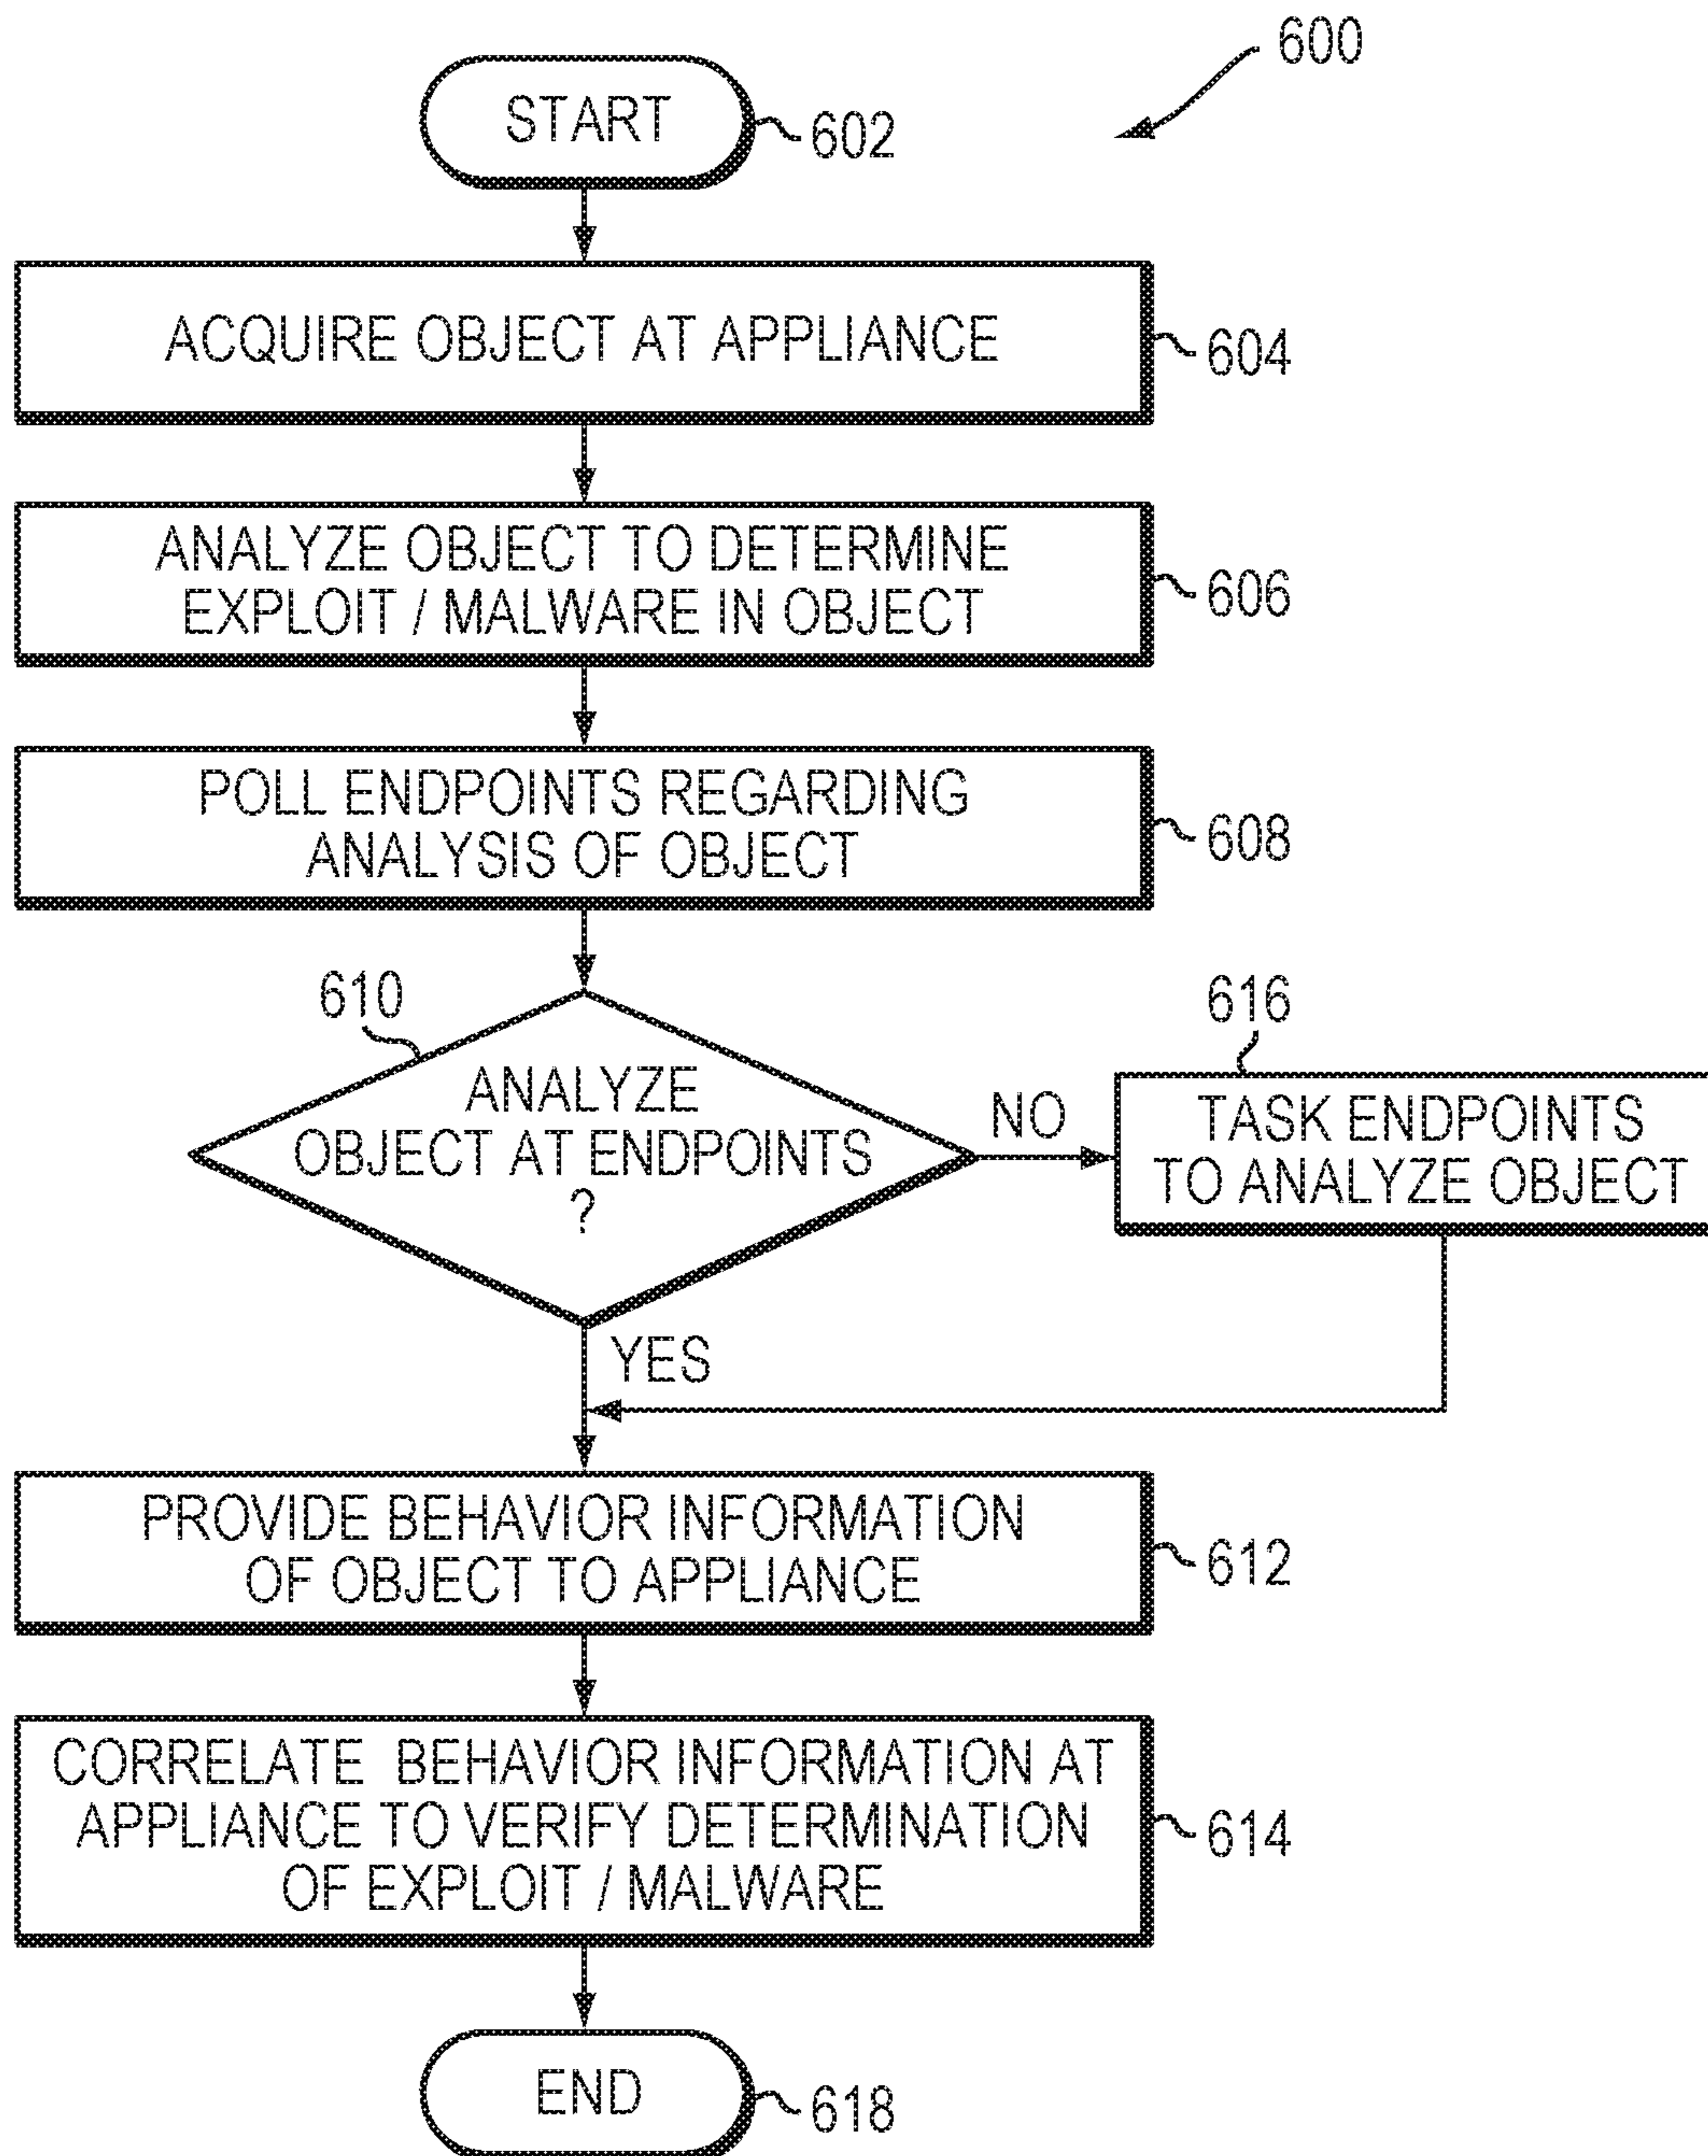 600
START
602
ACQUIRE OBJECT AT APPLIANCE
604
ANALYZE OBJECT TO DETERMINE
EXPLOIT / MALWARE IN OBJECT
606
POLL ENDPOINTS REGARDING
ANALYSIS OF OBJECT
608
610
ANALYZE
OBJECT AT ENDPOINTS
?
NO
616
TASK ENDPOINTS
TO ANALYZE OBJECT
YES
PROVIDE BEHAVIOR INFORMATION
OF OBJECT TO APPLIANCE
612
CORRELATE BEHAVIOR INFORMATION AT
APPLIANCE TO VERIFY DETERMINATION
OF EXPLOIT / MALWARE
614
END
618